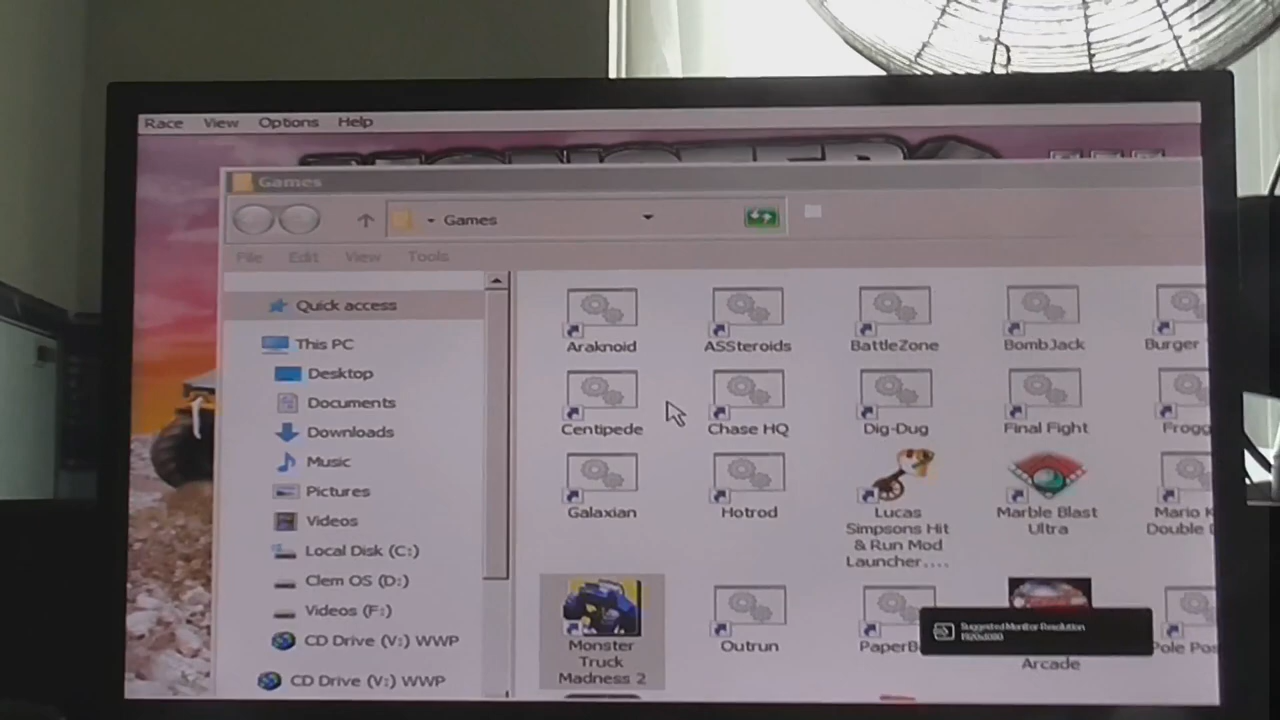 Race View Options Help
Games
Games
File Edit View Tools
Quick access
This PC
Desktop
Documents
Downloads
Music
Pictures
Videos
Local Disk (C:)
Clem OS (D:)
Videos (F:)
CD Drive (V:) WWP
CD Drive (V:) WWP
Araknoid
ASSteroids
BattleZone
BombJack
Burger
Centipede
Chase HQ
Dig-Dug
Final Fight
Frogg
Galaxian
Hotrod
Lucas
Simpsons Hit
& Run Mod
Launcher....
Marble Blast
Ultra
Mario K
Double
Monster
Truck
Madness 2
Outrun
PaperB
Arcade
Pole Pos
Suggested Monitor Resolution
1920x1080